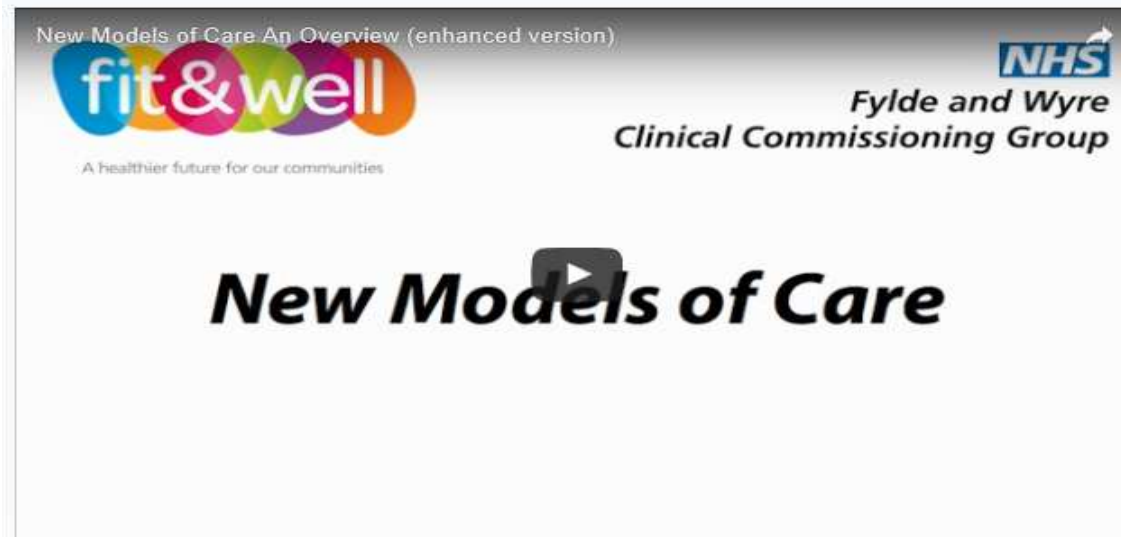 New Models of Care An Overview (enhanced version)
fit&well
A healthier future for our communities
NHS
Fylde and Wyre
Clinical Commissioning Group
New Models of Care